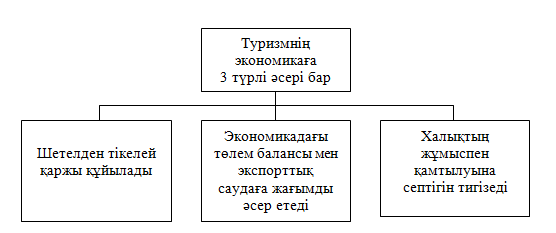 Туризмнің
экономикаға
3 түрлі әсері бар
Шетелден тікелей
қаржы құйылады
Экономикадағы
төлем балансы мен
экспорттық
саудаға жағымды
әсер етеді
Халықтың
жұмыспен
қамтылуына
септігін тигізеді